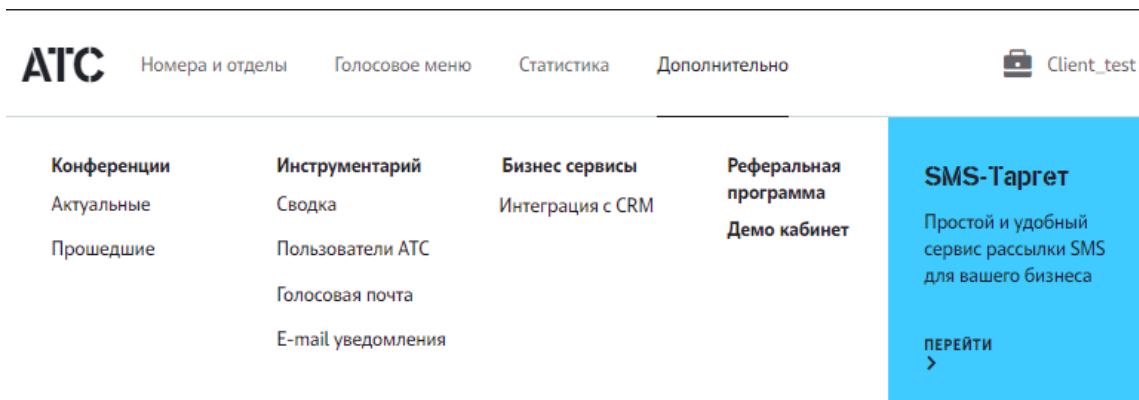 АТС
Номера и отделы
Голосовое меню
Статистика
Дополнительно
Client_test
Конференции
Актуальные
Прошедшие
Инструментарий
Сводка
Пользователи АТС
Голосовая почта
E-mail уведомления
Бизнес сервисы
Интеграция с CRM
Реферальная
программа
Демо кабинет
SMS-Таргет
Простой и удобный
сервис рассылки SMS
для вашего бизнеса
ПЕРЕЙТИ